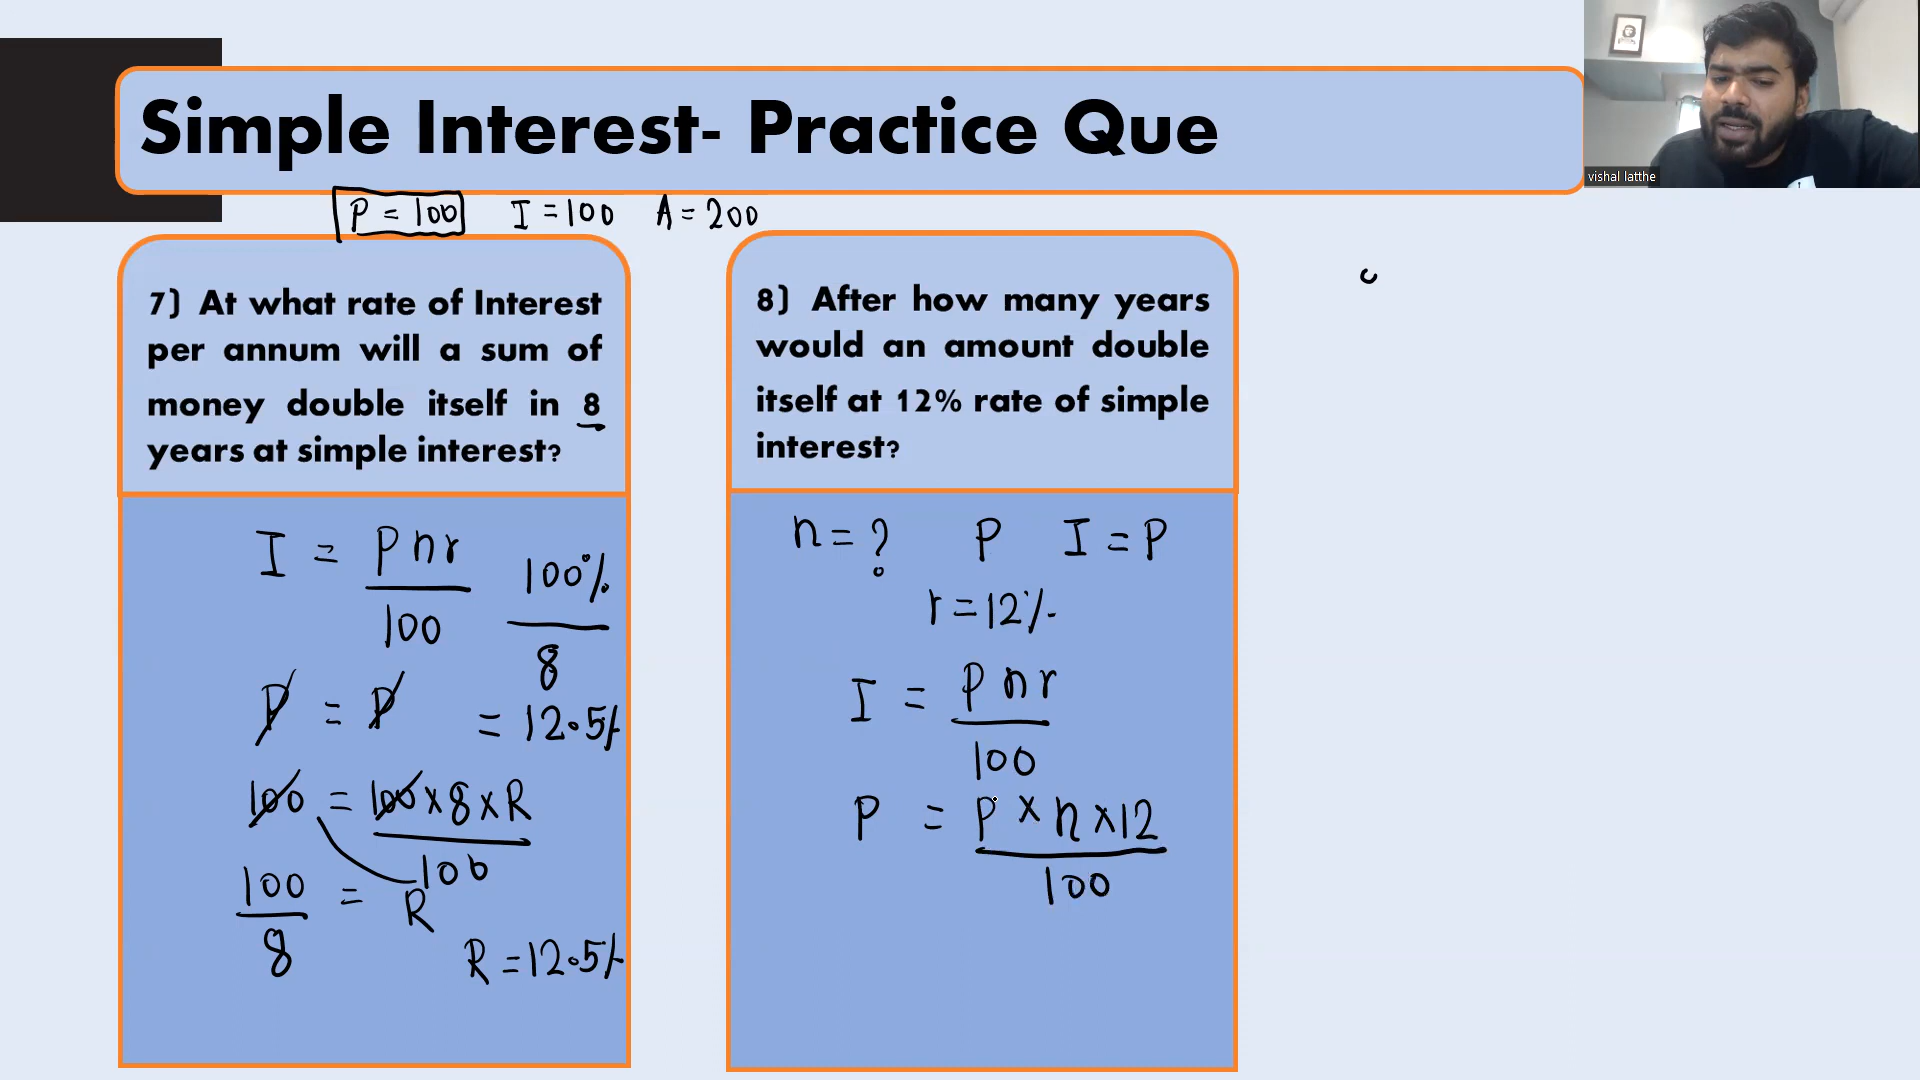 Simple Interest- Practice Que
vishal latthe
P = 100 I = 100 A = 200
7) At what rate of Interest
per annum will a sum of
money double itself in 8
years at simple interest?
I = P n r
100
100%
8
= 12.5%
P = P
100 = 100 × 8 × R
100
100
8
= R
R = 12.5%
8) After how many years
would an amount double
itself at 12% rate of simple
interest?
n = ? P I = P
r = 12%
I = P n r
100
P = P × n × 12
100